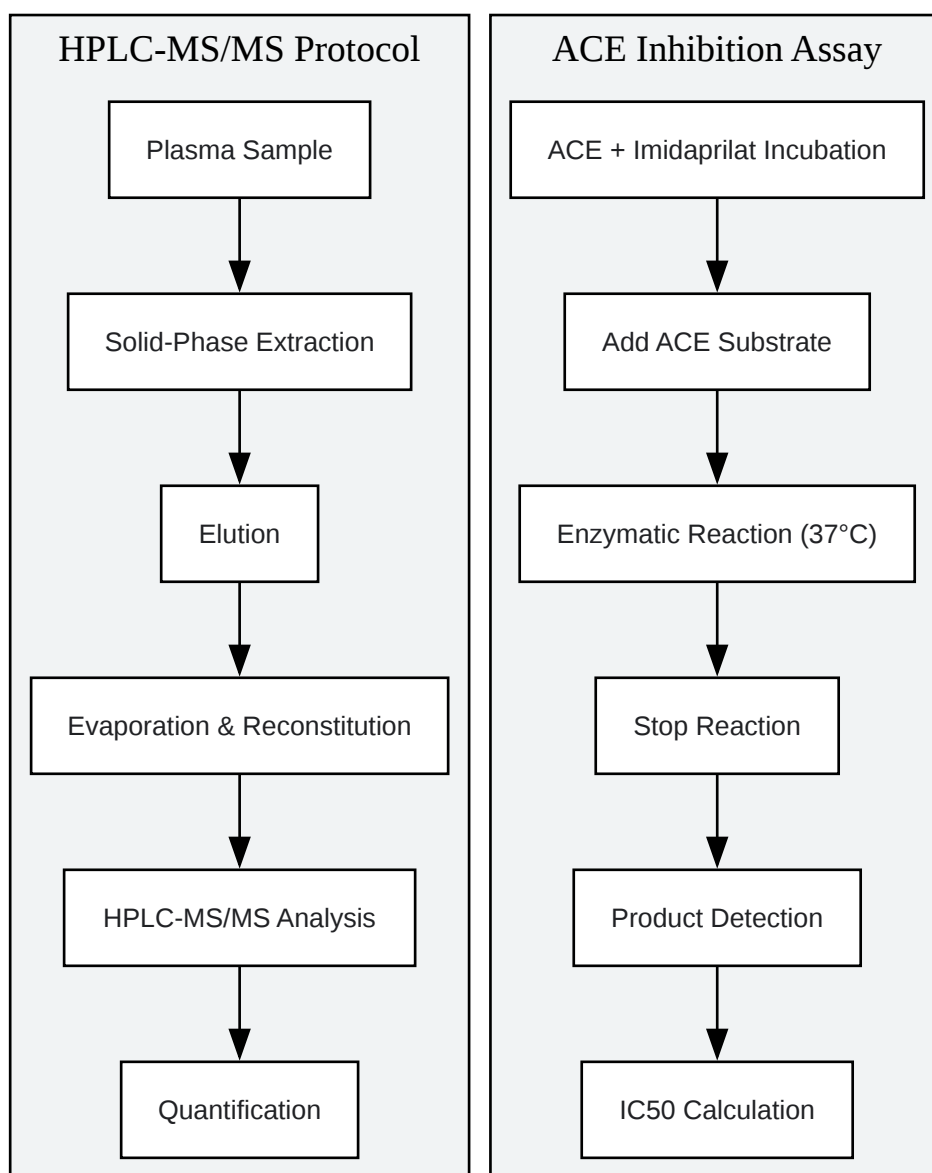 HPLC-MS/MS Protocol
Plasma Sample
Solid-Phase Extraction
Elution
Evaporation & Reconstitution
HPLC-MS/MS Analysis
Quantification
ACE Inhibition Assay
ACE + Imidaprilat Incubation
Add ACE Substrate
Enzymatic Reaction (37°C)
Stop Reaction
Product Detection
IC50 Calculation